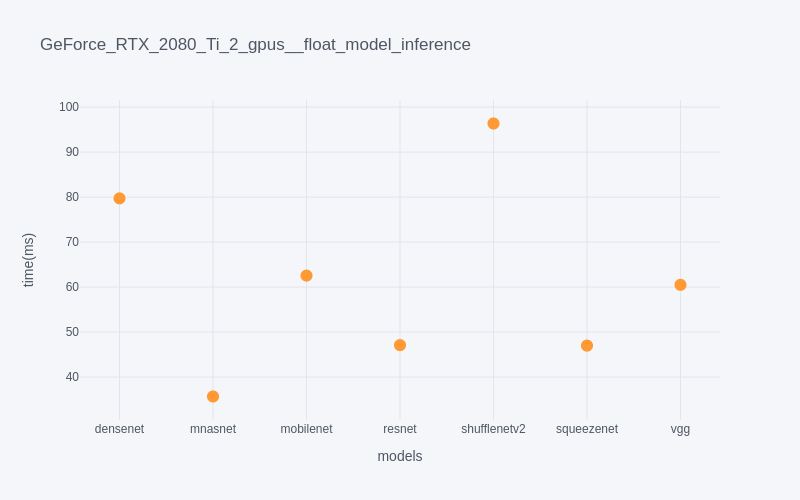 GeForce_RTX_2080_Ti_2_gpus__float_model_inference
100
90
80
70
60
50
40
time(ms)
densenet
mnasnet
mobilenet
resnet
shufflenetv2
squeezenet
vgg
models